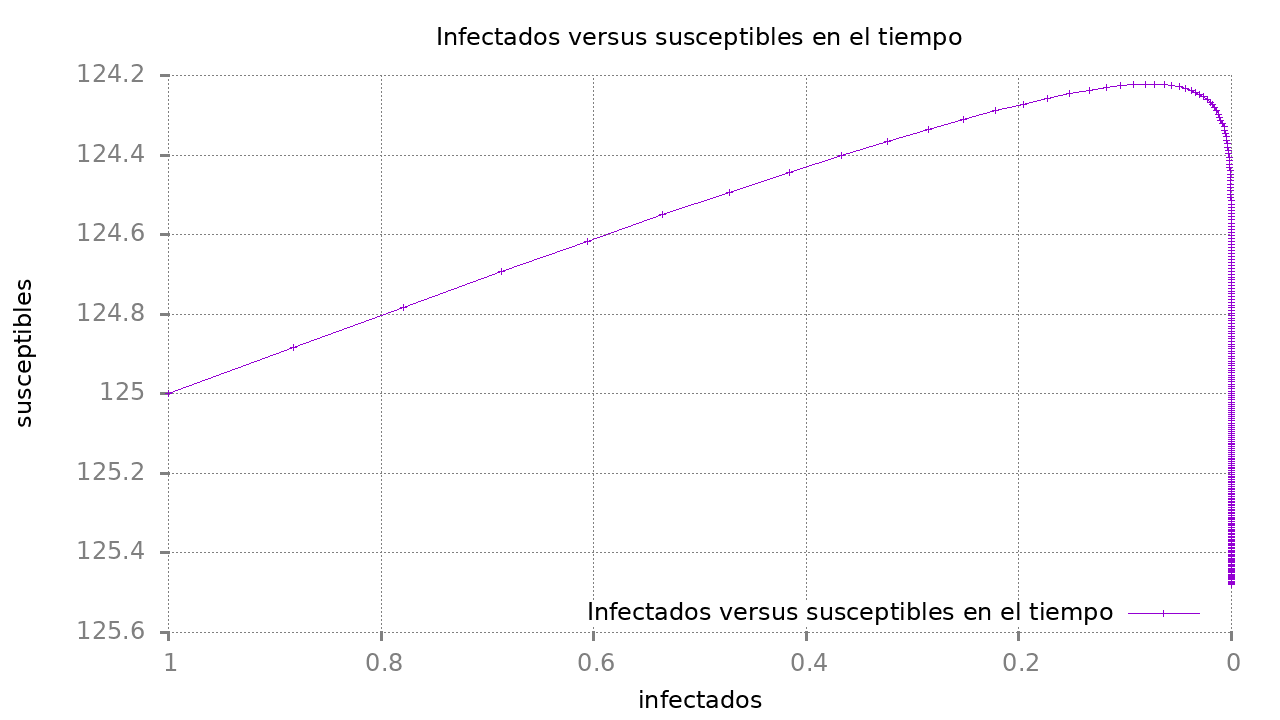 Infectados versus susceptibles en el tiempo
124.2
124.4
124.6
124.8
125
125.2
125.4
125.6
susceptibles
Infectados versus susceptibles en el tiempo
1 0.8 0.6 0.4 0.2 0
infectados